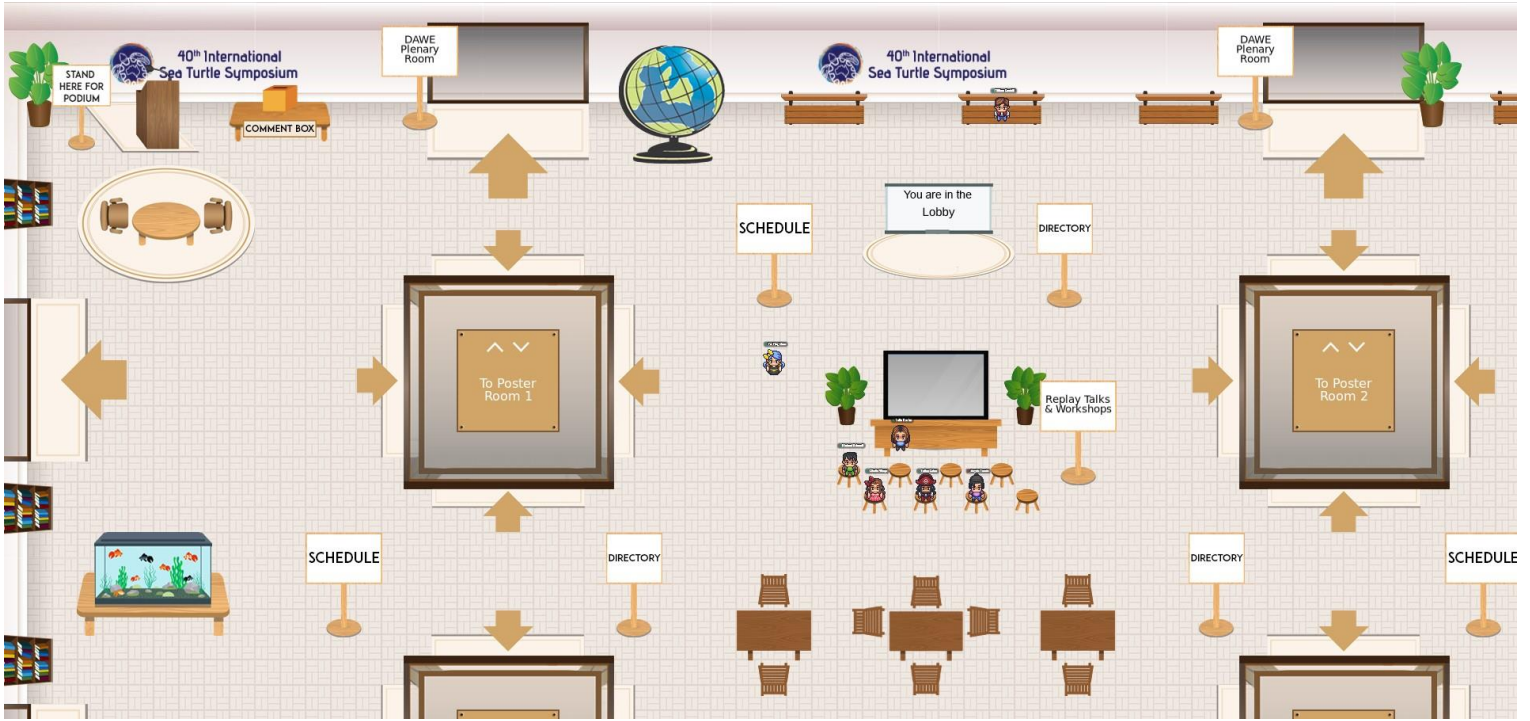 DAWE
Plenary
Room
DAWE
Plenary
Room
40th International
Sea Turtle Symposium
40th International
Sea Turtle Symposium
STAND
HERE FOR
PODIUM
COMMENT BOX
You are in the
Lobby
SCHEDULE
DIRECTORY
To Poster
Room 1
To Poster
Room 2
Replay Talks
& Workshops
SCHEDULE
DIRECTORY
DIRECTORY
SCHEDULE